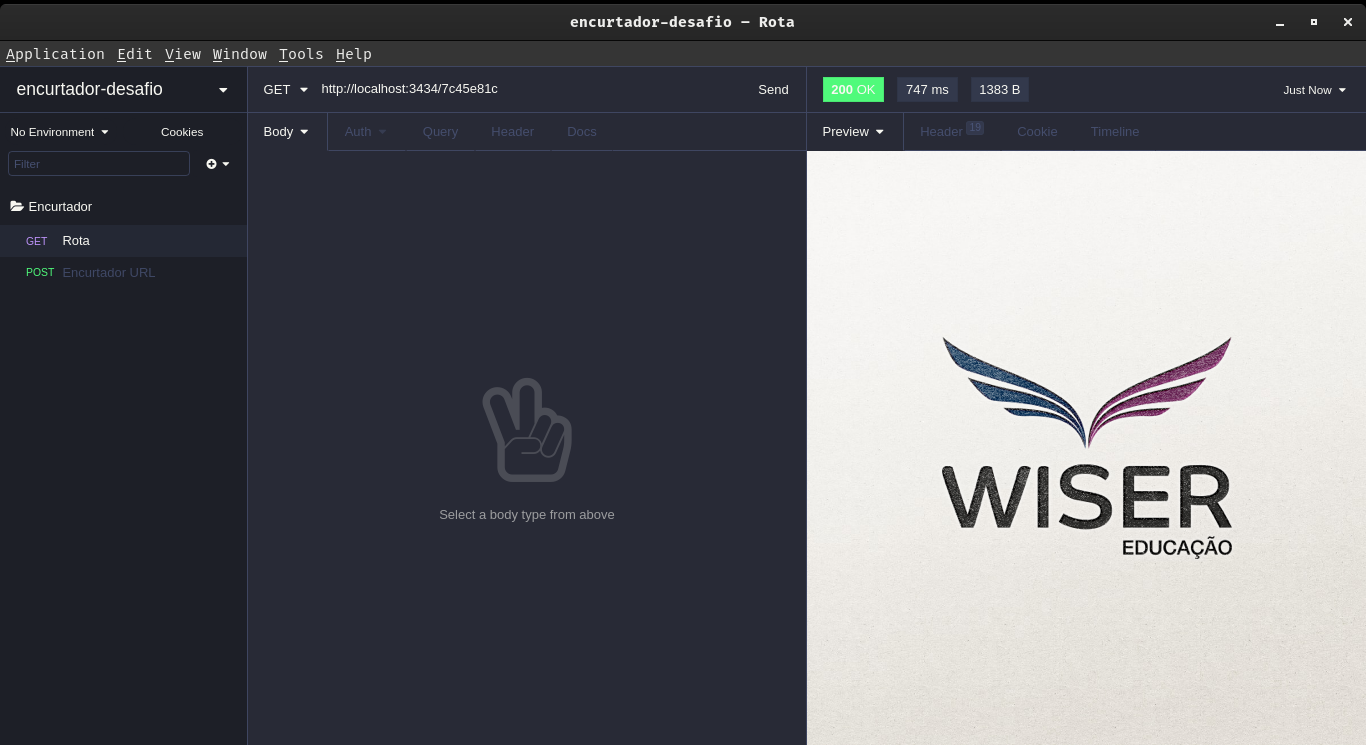 encurtador-desafio – Rota
Application Edit View Window Tools Help
encurtador-desafio
GET http://localhost:3434/7c45e81c Send
200 OK 747 ms 1383 B Just Now
No Environment Cookies
Body Auth Query Header Docs
Preview Header 19 Cookie Timeline
Filter
Encurtador
GET Rota
POST Encurtador URL
Select a body type from above
WISER
EDUCAÇÃO